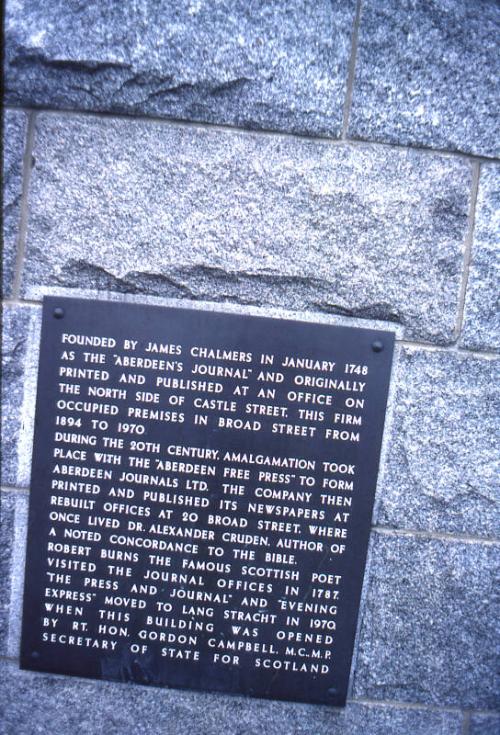 FOUNDED BY JAMES CHALMERS IN JANUARY 1748
AS THE "ABERDEEN'S JOURNAL" AND ORIGINALLY
PRINTED AND PUBLISHED AT AN OFFICE ON
THE NORTH SIDE OF CASTLE STREET. THIS FIRM
OCCUPIED PREMISES IN BROAD STREET FROM
1894 TO 1970.
DURING THE 20TH CENTURY, AMALGAMATION TOOK
PLACE WITH THE "ABERDEEN FREE PRESS" TO FORM
ABERDEEN JOURNALS LTD. THE COMPANY THEN
PRINTED AND PUBLISHED ITS NEWSPAPERS AT
REBUILT OFFICES AT 20 BROAD STREET, WHERE
ONCE LIVED DR. ALEXANDER CRUDEN, AUTHOR OF
A NOTED CONCORDANCE TO THE BIBLE.
ROBERT BURNS THE FAMOUS SCOTTISH POET
VISITED THE JOURNAL OFFICES IN 1787.
"THE PRESS AND JOURNAL" AND "EVENING
EXPRESS" MOVED TO LANG STRACHT IN 1970,
WHEN THIS BUILDING WAS OPENED
BY RT. HON. GORDON CAMPBELL, M.C., M.P.
SECRETARY OF STATE FOR SCOTLAND